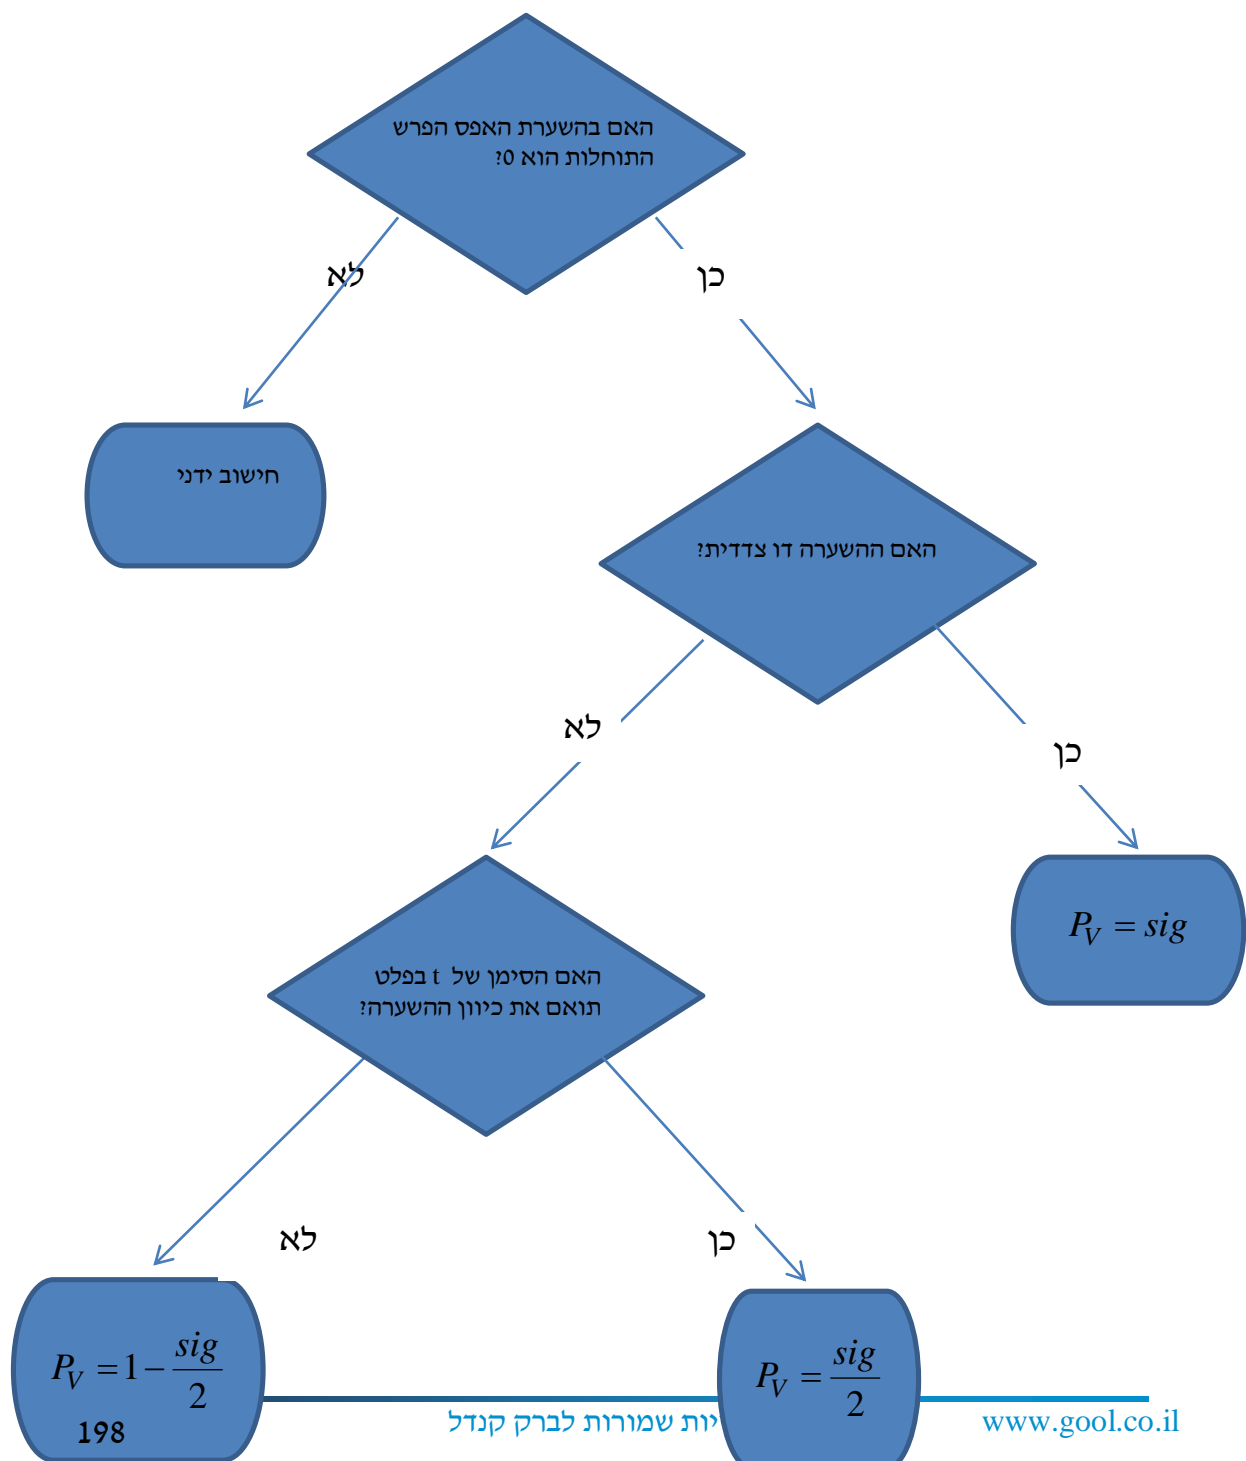 האם בהשערת האפס הפרש
התוחלות הוא 0?
לא
כן
חישוב ידני
האם ההשערה דו צדדית?
לא
כן
P_V = sig
האם הסימן של t בפלט
תואם את כיוון ההשערה?
לא
כן
P_V = 1 - sig/2
P_V = sig/2
198
יות שמורות לברק קנדל
www.gool.co.il